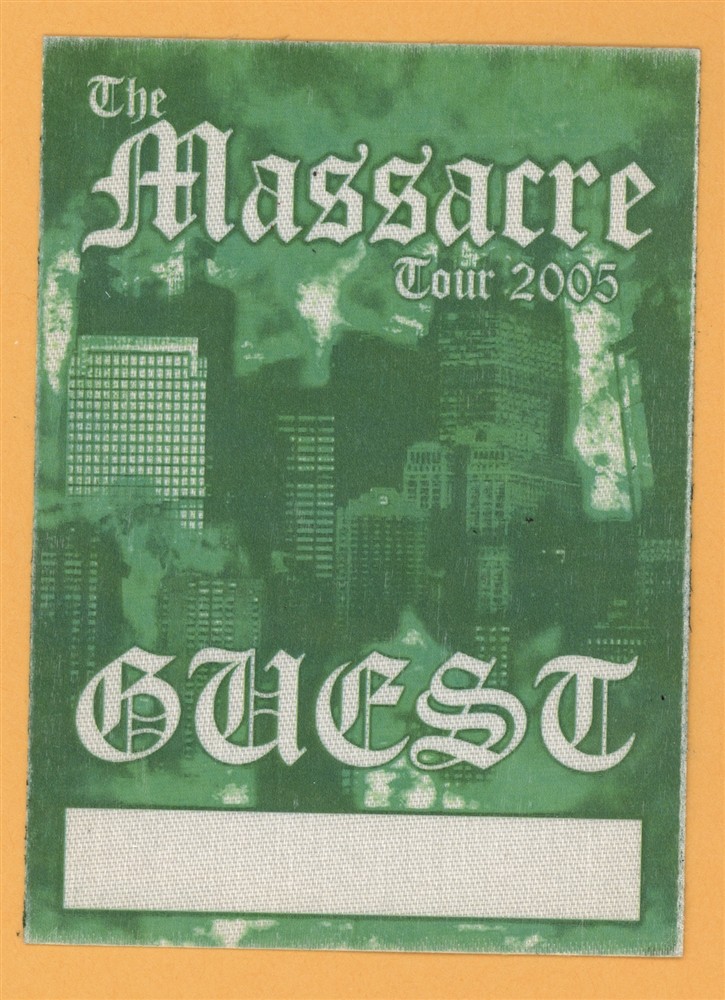 The
Massacre
Tour 2005
GUEST